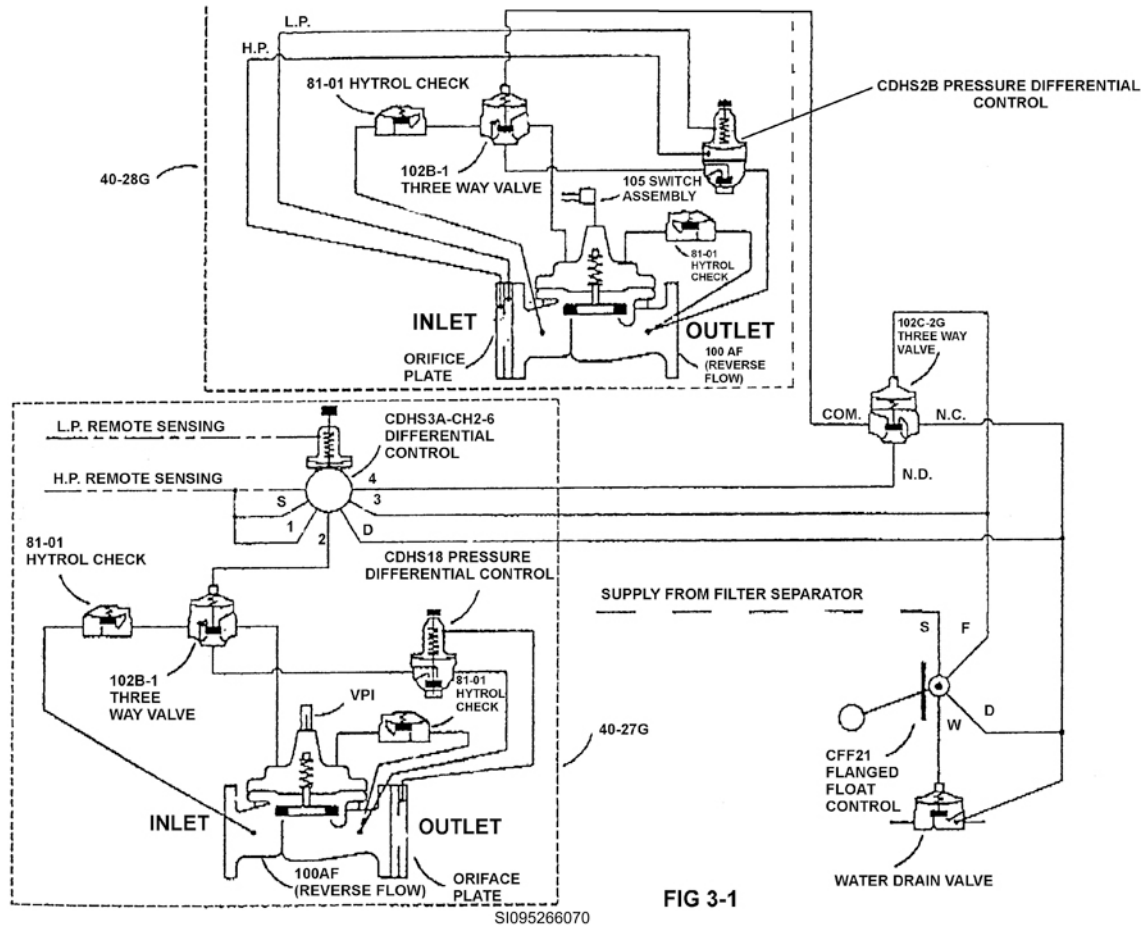 L.P.
H.P.
81-01 HYTROL CHECK
CDHS2B PRESSURE DIFFERENTIAL
CONTROL
102B-1
THREE WAY VALVE
40-28G
105 SWITCH
ASSEMBLY
81-01
HYTROL
CHECK
INLET
OUTLET
ORIFICE
PLATE
100 AF
(REVERSE
FLOW)
102C-2G
THREE WAY
VALVE
COM.
N.C.
N.D.
L.P. REMOTE SENSING
CDHS3A-CH2-6
DIFFERENTIAL
CONTROL
H.P. REMOTE SENSING
4
3
S
1
2
D
81-01
HYTROL CHECK
CDHS18 PRESSURE
DIFFERENTIAL CONTROL
SUPPLY FROM FILTER SEPARATOR
S
F
102B-1
THREE
WAY VALVE
VPI
81-01
HYTROL
CHECK
40-27G
W
D
CFF21
FLANGED
FLOAT
CONTROL
INLET
OUTLET
100AF
(REVERSE FLOW)
ORIFACE
PLATE
WATER DRAIN VALVE
FIG 3-1
SI095266070